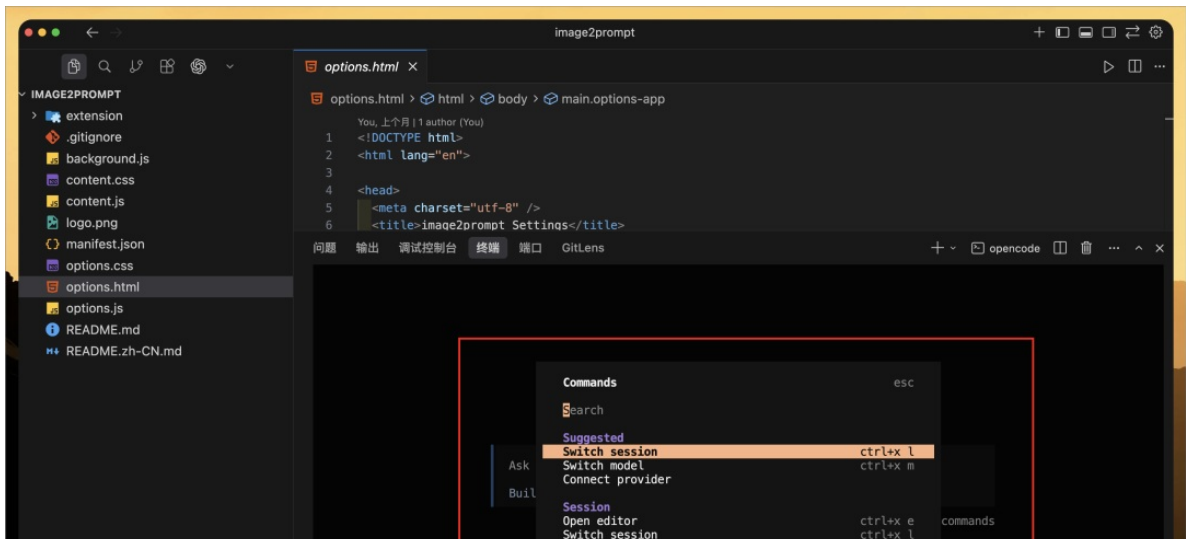 image2prompt
options.html
IMAGE2PROMPT
extension
.gitignore
background.js
content.css
content.js
logo.png
manifest.json
options.css
options.html
options.js
README.md
README.zh-CN.md
options.html > html > body > main.options-app
You, 上个月 | 1 author (You)
1 <!DOCTYPE html>
2 <html lang="en">
3
4 <head>
5 <meta charset="utf-8" />
6 <title>image2prompt Settings</title>
问题 输出 调试控制台 终端 端口 GitLens
opencode
Commands esc
Search
Suggested
Switch session ctrl+x l
Ask Switch model ctrl+x m
Connect provider
Buil
Session
Open editor ctrl+x e commands
Switch session ctrl+x l